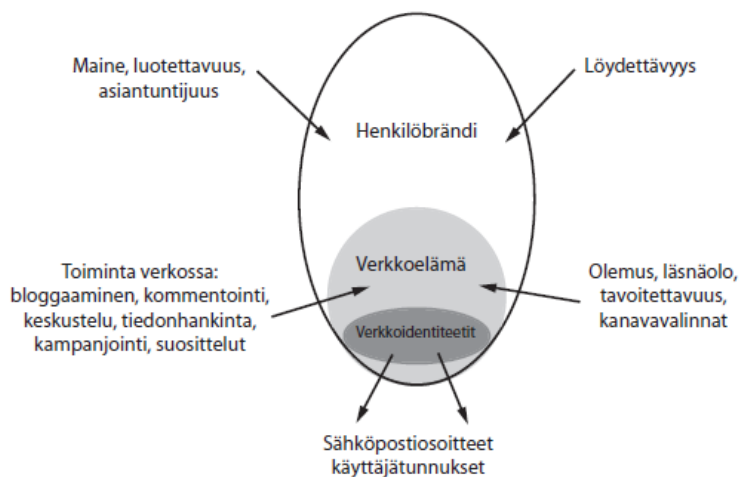 Maine, luotettavuus,
asiantuntijuus
Löydettävyys
Henkilöbrändi
Verkkoelämä
Toiminta verkossa:
bloggaaminen, kommentointi,
keskustelu, tiedonhankinta,
kampanjointi, suosittelut
Olemus, läsnäolo,
tavoitettavuus,
kanavavalinnat
Verkkoidentiteetit
Sähköpostiosoitteet
käyttäjätunnukset